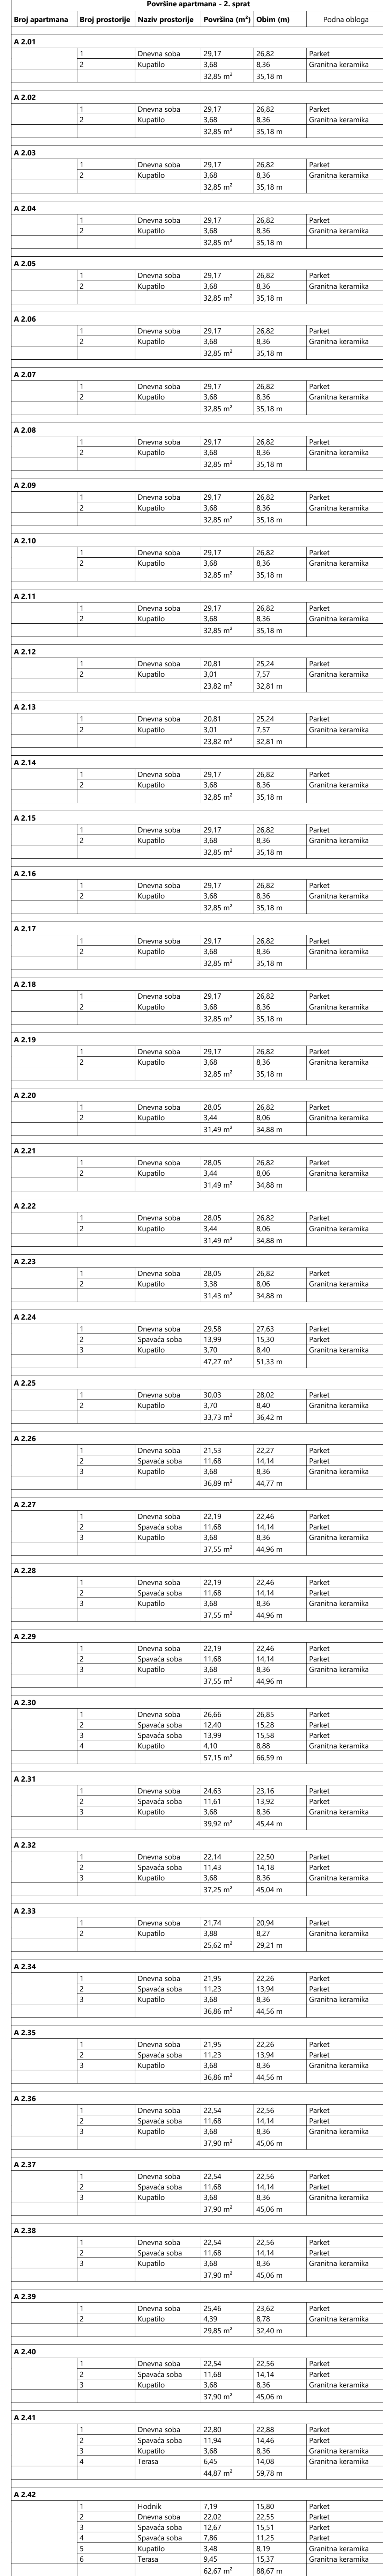 Površine apartmana - 2. sprat
Broj apartmana Broj prostorije Naziv prostorije Površina (m²) Obim (m) Podna obloga
A 2.01
1 Dnevna soba 29,17 26,82 Parket
2 Kupatilo 3,68 8,36 Granitna keramika
32,85 m² 35,18 m
A 2.02
1 Dnevna soba 29,17 26,82 Parket
2 Kupatilo 3,68 8,36 Granitna keramika
32,85 m² 35,18 m
A 2.03
1 Dnevna soba 29,17 26,82 Parket
2 Kupatilo 3,68 8,36 Granitna keramika
32,85 m² 35,18 m
A 2.04
1 Dnevna soba 29,17 26,82 Parket
2 Kupatilo 3,68 8,36 Granitna keramika
32,85 m² 35,18 m
A 2.05
1 Dnevna soba 29,17 26,82 Parket
2 Kupatilo 3,68 8,36 Granitna keramika
32,85 m² 35,18 m
A 2.06
1 Dnevna soba 29,17 26,82 Parket
2 Kupatilo 3,68 8,36 Granitna keramika
32,85 m² 35,18 m
A 2.07
1 Dnevna soba 29,17 26,82 Parket
2 Kupatilo 3,68 8,36 Granitna keramika
32,85 m² 35,18 m
A 2.08
1 Dnevna soba 29,17 26,82 Parket
2 Kupatilo 3,68 8,36 Granitna keramika
32,85 m² 35,18 m
A 2.09
1 Dnevna soba 29,17 26,82 Parket
2 Kupatilo 3,68 8,36 Granitna keramika
32,85 m² 35,18 m
A 2.10
1 Dnevna soba 29,17 26,82 Parket
2 Kupatilo 3,68 8,36 Granitna keramika
32,85 m² 35,18 m
A 2.11
1 Dnevna soba 29,17 26,82 Parket
2 Kupatilo 3,68 8,36 Granitna keramika
32,85 m² 35,18 m
A 2.12
1 Dnevna soba 20,81 25,24 Parket
2 Kupatilo 3,01 7,57 Granitna keramika
23,82 m² 32,81 m
A 2.13
1 Dnevna soba 20,81 25,24 Parket
2 Kupatilo 3,01 7,57 Granitna keramika
23,82 m² 32,81 m
A 2.14
1 Dnevna soba 29,17 26,82 Parket
2 Kupatilo 3,68 8,36 Granitna keramika
32,85 m² 35,18 m
A 2.15
1 Dnevna soba 29,17 26,82 Parket
2 Kupatilo 3,68 8,36 Granitna keramika
32,85 m² 35,18 m
A 2.16
1 Dnevna soba 29,17 26,82 Parket
2 Kupatilo 3,68 8,36 Granitna keramika
32,85 m² 35,18 m
A 2.17
1 Dnevna soba 29,17 26,82 Parket
2 Kupatilo 3,68 8,36 Granitna keramika
32,85 m² 35,18 m
A 2.18
1 Dnevna soba 29,17 26,82 Parket
2 Kupatilo 3,68 8,36 Granitna keramika
32,85 m² 35,18 m
A 2.19
1 Dnevna soba 29,17 26,82 Parket
2 Kupatilo 3,68 8,36 Granitna keramika
32,85 m² 35,18 m
A 2.20
1 Dnevna soba 28,05 26,82 Parket
2 Kupatilo 3,44 8,06 Granitna keramika
31,49 m² 34,88 m
A 2.21
1 Dnevna soba 28,05 26,82 Parket
2 Kupatilo 3,44 8,06 Granitna keramika
31,49 m² 34,88 m
A 2.22
1 Dnevna soba 28,05 26,82 Parket
2 Kupatilo 3,44 8,06 Granitna keramika
31,49 m² 34,88 m
A 2.23
1 Dnevna soba 28,05 26,82 Parket
2 Kupatilo 3,38 8,06 Granitna keramika
31,43 m² 34,88 m
A 2.24
1 Dnevna soba 29,58 27,63 Parket
2 Spavaća soba 13,99 15,30 Parket
3 Kupatilo 3,70 8,40 Granitna keramika
47,27 m² 51,33 m
A 2.25
1 Dnevna soba 30,03 28,02 Parket
2 Kupatilo 3,70 8,40 Granitna keramika
33,73 m² 36,42 m
A 2.26
1 Dnevna soba 21,53 22,27 Parket
2 Spavaća soba 11,68 14,14 Parket
3 Kupatilo 3,68 8,36 Granitna keramika
36,89 m² 44,77 m
A 2.27
1 Dnevna soba 22,19 22,46 Parket
2 Spavaća soba 11,68 14,14 Parket
3 Kupatilo 3,68 8,36 Granitna keramika
37,55 m² 44,96 m
A 2.28
1 Dnevna soba 22,19 22,46 Parket
2 Spavaća soba 11,68 14,14 Parket
3 Kupatilo 3,68 8,36 Granitna keramika
37,55 m² 44,96 m
A 2.29
1 Dnevna soba 22,19 22,46 Parket
2 Spavaća soba 11,68 14,14 Parket
3 Kupatilo 3,68 8,36 Granitna keramika
37,55 m² 44,96 m
A 2.30
1 Dnevna soba 26,66 26,85 Parket
2 Spavaća soba 12,40 15,28 Parket
3 Spavaća soba 13,99 15,58 Parket
4 Kupatilo 4,10 8,88 Granitna keramika
57,15 m² 66,59 m
A 2.31
1 Dnevna soba 24,63 23,16 Parket
2 Spavaća soba 11,61 13,92 Parket
3 Kupatilo 3,68 8,36 Granitna keramika
39,92 m² 45,44 m
A 2.32
1 Dnevna soba 22,14 22,50 Parket
2 Spavaća soba 11,43 14,18 Parket
3 Kupatilo 3,68 8,36 Granitna keramika
37,25 m² 45,04 m
A 2.33
1 Dnevna soba 21,74 20,94 Parket
2 Kupatilo 3,88 8,27 Granitna keramika
25,62 m² 29,21 m
A 2.34
1 Dnevna soba 21,95 22,26 Parket
2 Spavaća soba 11,23 13,94 Parket
3 Kupatilo 3,68 8,36 Granitna keramika
36,86 m² 44,56 m
A 2.35
1 Dnevna soba 21,95 22,26 Parket
2 Spavaća soba 11,23 13,94 Parket
3 Kupatilo 3,68 8,36 Granitna keramika
36,86 m² 44,56 m
A 2.36
1 Dnevna soba 22,54 22,56 Parket
2 Spavaća soba 11,68 14,14 Parket
3 Kupatilo 3,68 8,36 Granitna keramika
37,90 m² 45,06 m
A 2.37
1 Dnevna soba 22,54 22,56 Parket
2 Spavaća soba 11,68 14,14 Parket
3 Kupatilo 3,68 8,36 Granitna keramika
37,90 m² 45,06 m
A 2.38
1 Dnevna soba 22,54 22,56 Parket
2 Spavaća soba 11,68 14,14 Parket
3 Kupatilo 3,68 8,36 Granitna keramika
37,90 m² 45,06 m
A 2.39
1 Dnevna soba 25,46 23,62 Parket
2 Kupatilo 4,39 8,78 Granitna keramika
29,85 m² 32,40 m
A 2.40
1 Dnevna soba 22,54 22,56 Parket
2 Spavaća soba 11,68 14,14 Parket
3 Kupatilo 3,68 8,36 Granitna keramika
37,90 m² 45,06 m
A 2.41
1 Dnevna soba 22,80 22,88 Parket
2 Spavaća soba 11,94 14,46 Parket
3 Kupatilo 3,68 8,36 Granitna keramika
4 Terasa 6,45 14,08 Granitna keramika
44,87 m² 59,78 m
A 2.42
1 Hodnik 7,19 15,80 Parket
2 Dnevna soba 22,02 22,55 Parket
3 Spavaća soba 12,67 15,51 Parket
4 Spavaća soba 7,86 11,25 Parket
5 Kupatilo 3,48 8,19 Granitna keramika
6 Terasa 9,45 15,37 Granitna keramika
62,67 m² 88,67 m